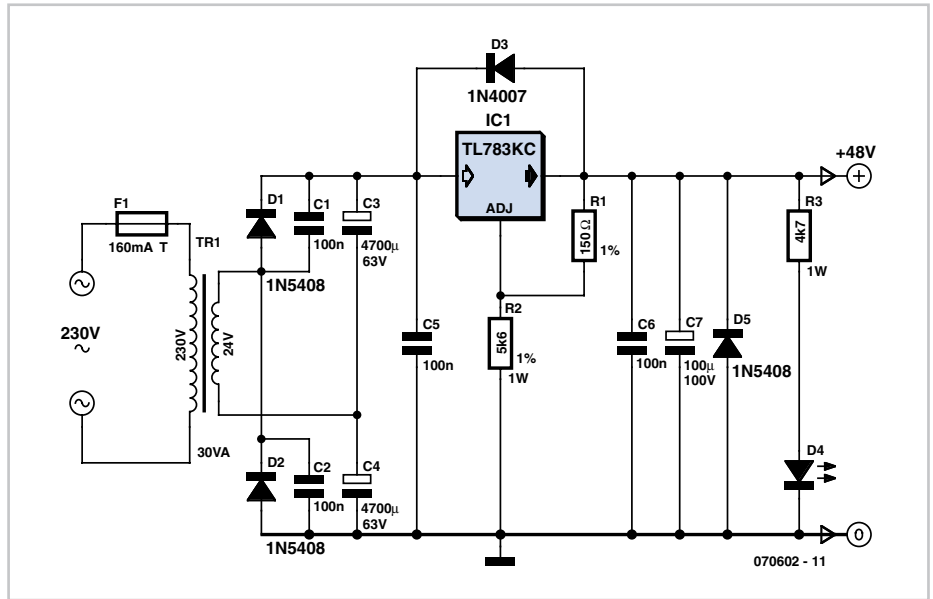 D3
1N4007
IC1
TL783KC
ADJ
+48V
F1
160mA T
TR1
D1
C1
100n
C3
4700µ
63V
1N5408
R1
150Ω
1%
R3
4k7
1W
230V
~
230V
24V
30VA
C5
100n
R2
5k6
1%
1W
C6
100n
C7
100µ
100V
D5
1N5408
D2
C2
100n
C4
4700µ
63V
1N5408
D4
0
070602 - 11